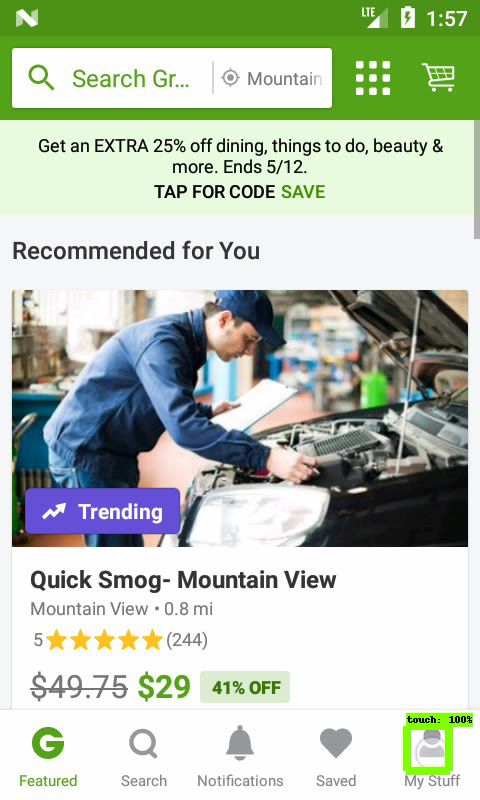 LTE 1:57
Search Gr... Mountain
Get an EXTRA 25% off dining, things to do, beauty &
more. Ends 5/12.
TAP FOR CODE SAVE
Recommended for You
Trending
Quick Smog- Mountain View
Mountain View • 0.8 mi
5 (244)
$49.75 $29 41% OFF
touch: 100%
G
Featured Search Notifications Saved My Stuff